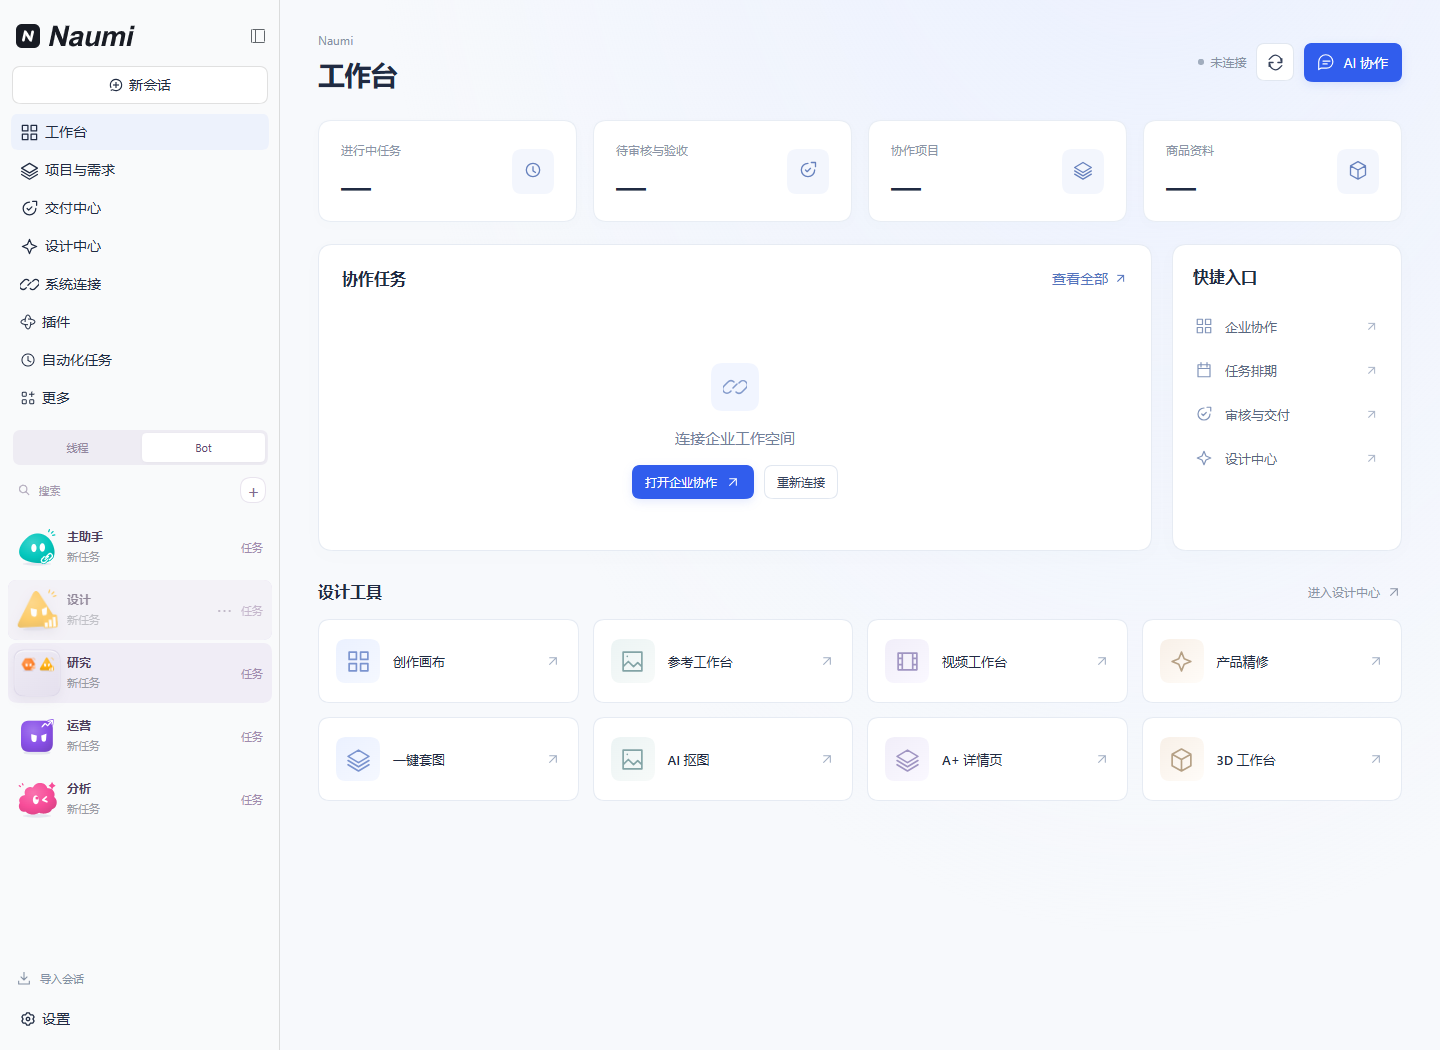 Naumi
新会话
工作台
项目与需求
交付中心
设计中心
系统连接
插件
自动化任务
更多
线程
Bot
搜索
主助手
新任务
任务
设计
新任务
任务
研究
新任务
任务
运营
新任务
任务
分析
新任务
任务
导入会话
设置
Naumi
工作台
未连接
AI 协作
进行中任务
—
待审核与验收
—
协作项目
—
商品资料
—
协作任务
查看全部
连接企业工作空间
打开企业协作
重新连接
快捷入口
企业协作
任务排期
审核与交付
设计中心
设计工具
进入设计中心
创作画布
参考工作台
视频工作台
产品精修
一键套图
AI 抠图
A+ 详情页
3D 工作台